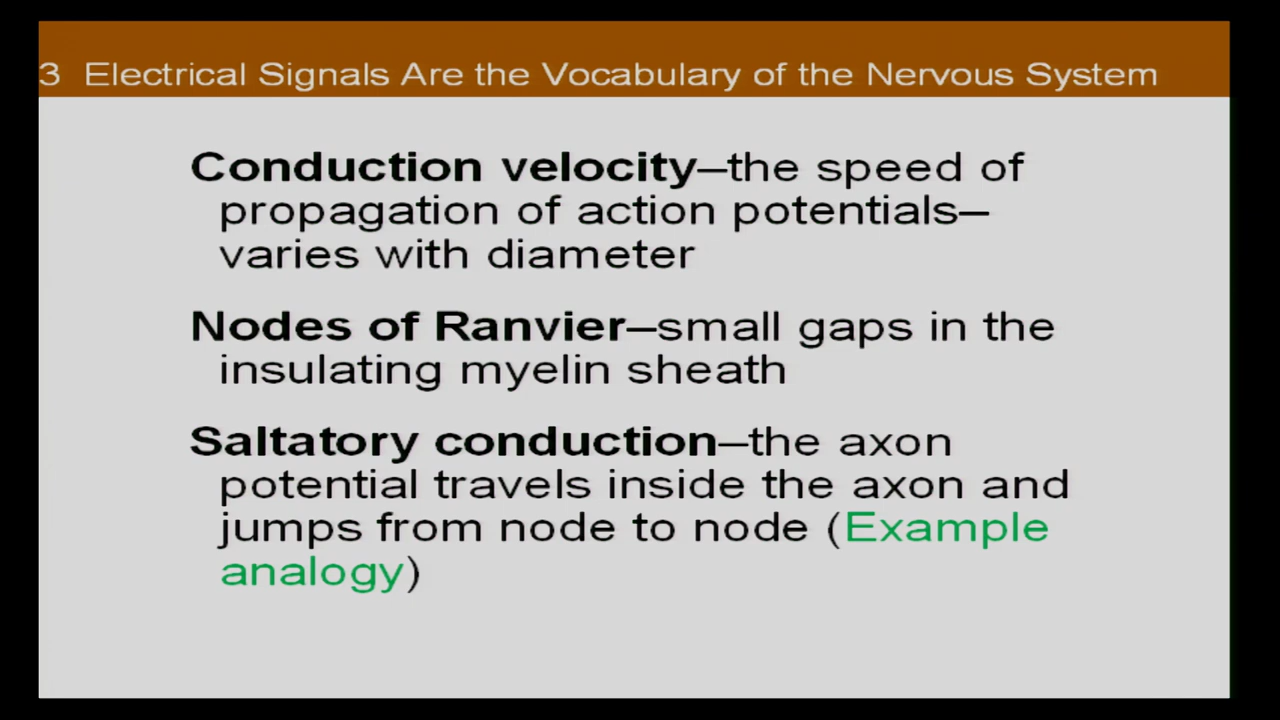 3 Electrical Signals Are the Vocabulary of the Nervous System
Conduction velocity—the speed of
propagation of action potentials—
varies with diameter
Nodes of Ranvier—small gaps in the
insulating myelin sheath
Saltatory conduction—the axon
potential travels inside the axon and
jumps from node to node (Example
analogy)